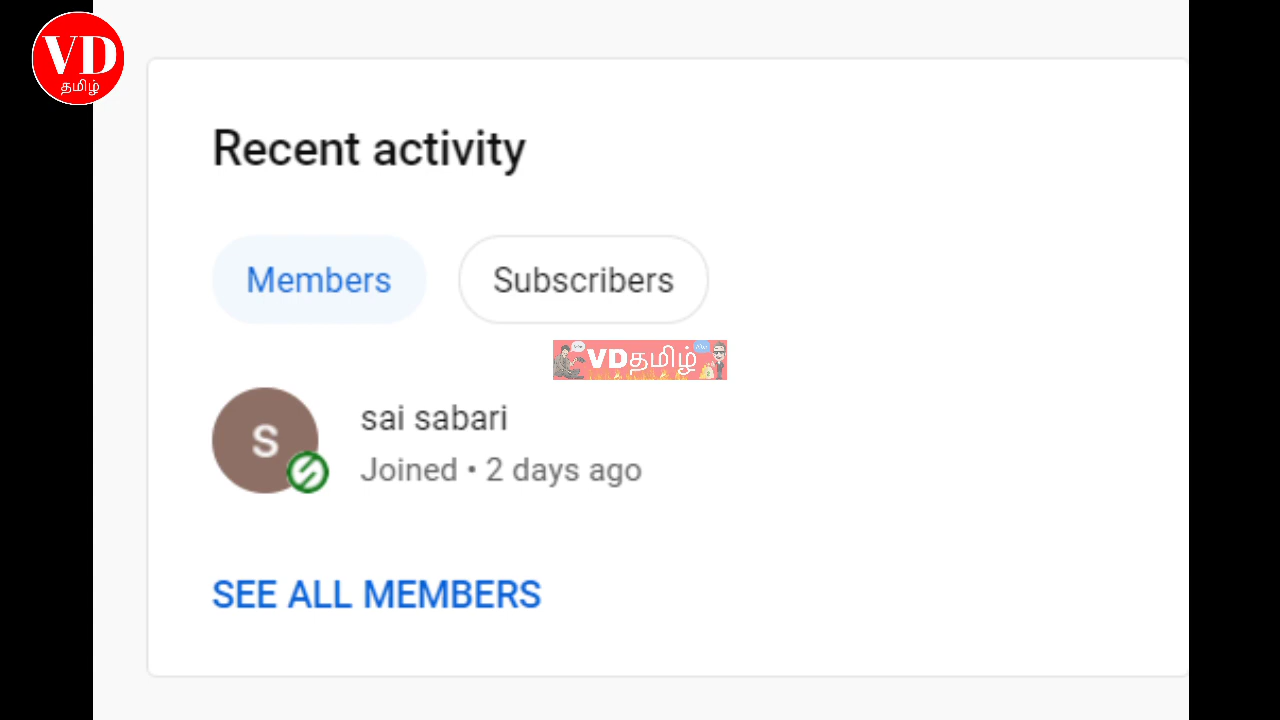 VD
தமிழ்
Recent activity
Members
Subscribers
VDதமிழ்
S
sai sabari
Joined • 2 days ago
SEE ALL MEMBERS